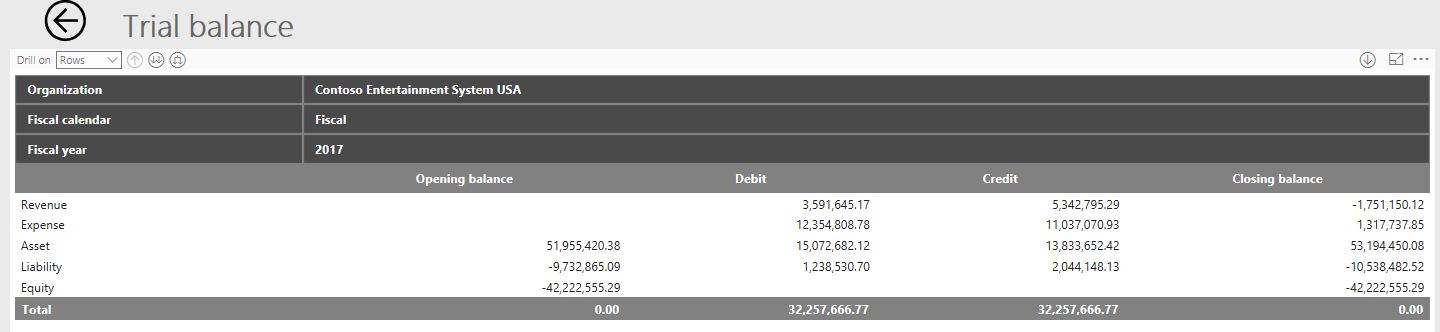 Trial balance
Drill on Rows
Organization Contoso Entertainment System USA
Fiscal calendar Fiscal
Fiscal year 2017
Opening balance Debit Credit Closing balance
Revenue 3,591,645.17 5,342,795.29 -1,751,150.12
Expense 12,354,808.78 11,037,070.93 1,317,737.85
Asset 51,955,420.38 15,072,682.12 13,833,652.42 53,194,450.08
Liability -9,732,865.09 1,238,530.70 2,044,148.13 -10,538,482.52
Equity -42,222,555.29 -42,222,555.29
Total 0.00 32,257,666.77 32,257,666.77 0.00